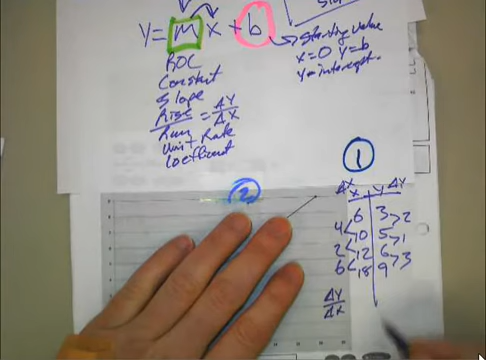 Y = m x + b
starting value
x=0 y=b
y-intercept
ROC
Constant
Slope
Rise = ΔY
Run ΔX
Unit Rate
Coefficient
1
2
ΔX X Y ΔY
6 3
4 2
10 5
2 1
12 6
6 3
18 9
ΔY
ΔX